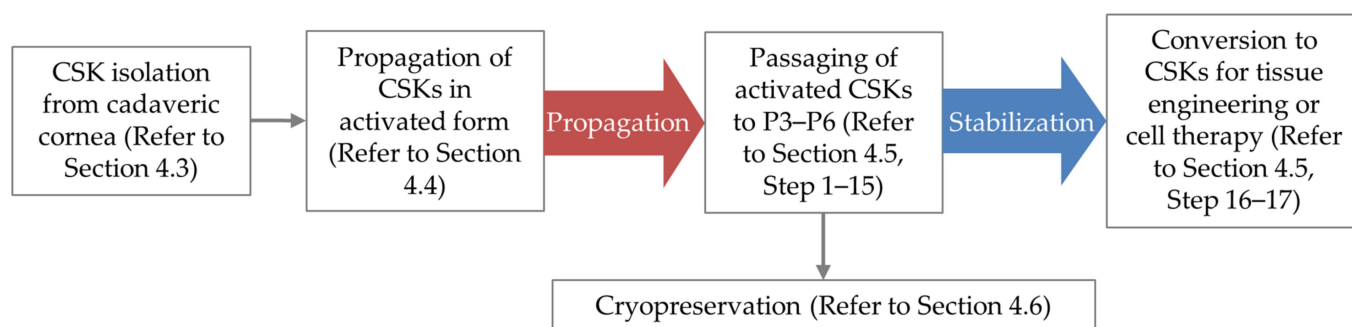 CSK isolation
from cadaveric
cornea (Refer to
Section 4.3)
Propagation of
CSKs in
activated form
(Refer to Section
4.4)
Propagation
Passaging of
activated CSKs
to P3–P6 (Refer
to Section 4.5,
Step 1–15)
Stabilization
Conversion to
CSKs for tissue
engineering or
cell therapy (Refer
to Section 4.5,
Step 16–17)
Cryopreservation (Refer to Section 4.6)